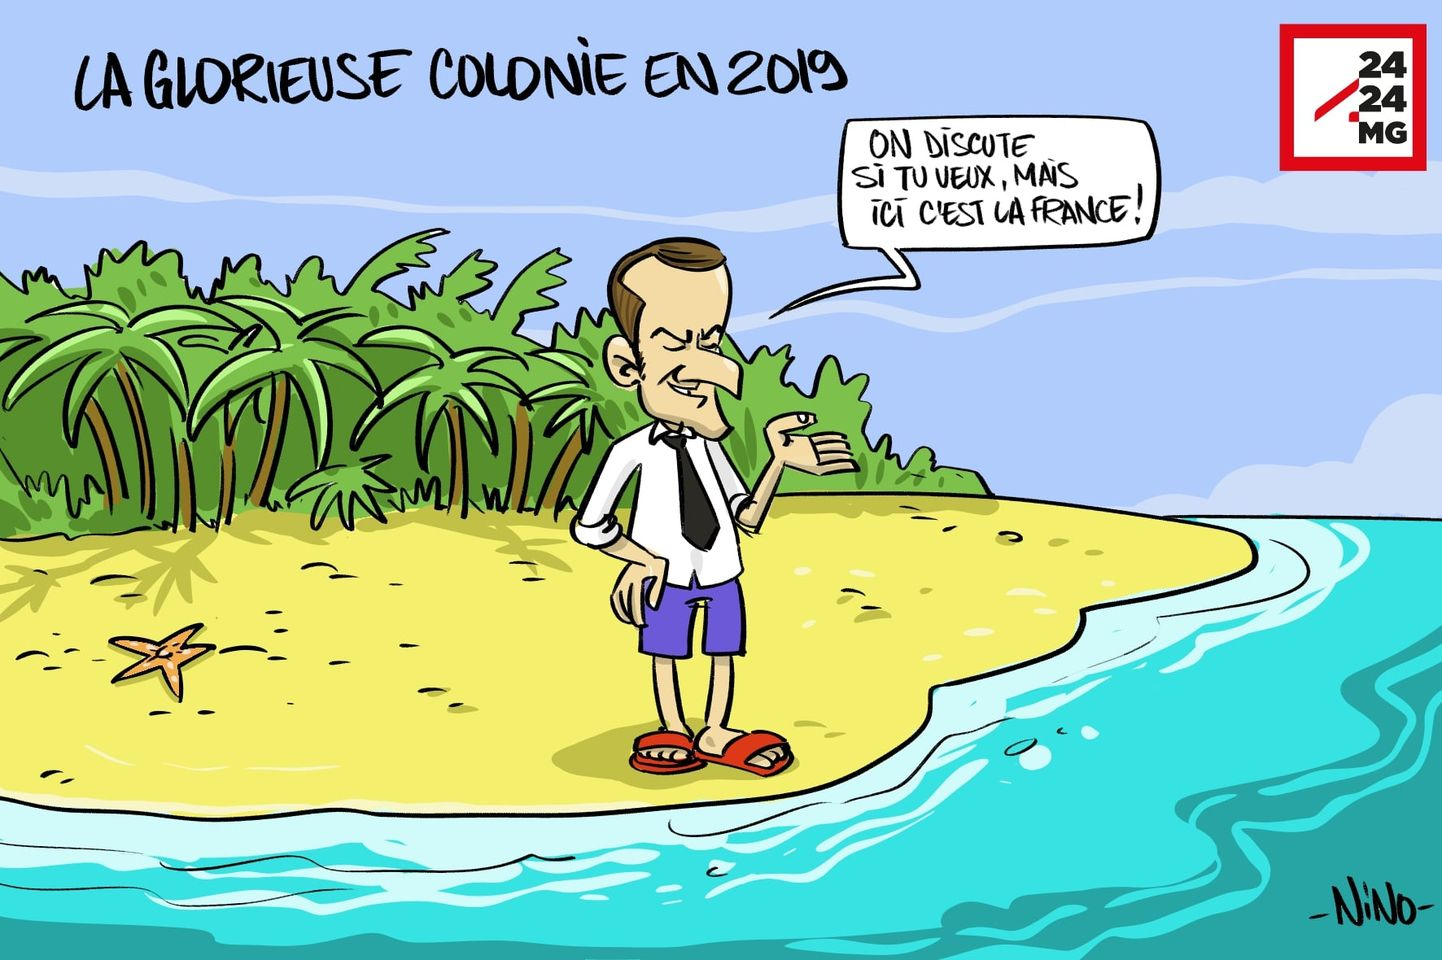 LA GLORIEUSE COLONIE EN 2019
24
24
MG
ON DISCUTE
SI TU VEUX, MAIS
ICI C'EST LA FRANCE!
-NINO-